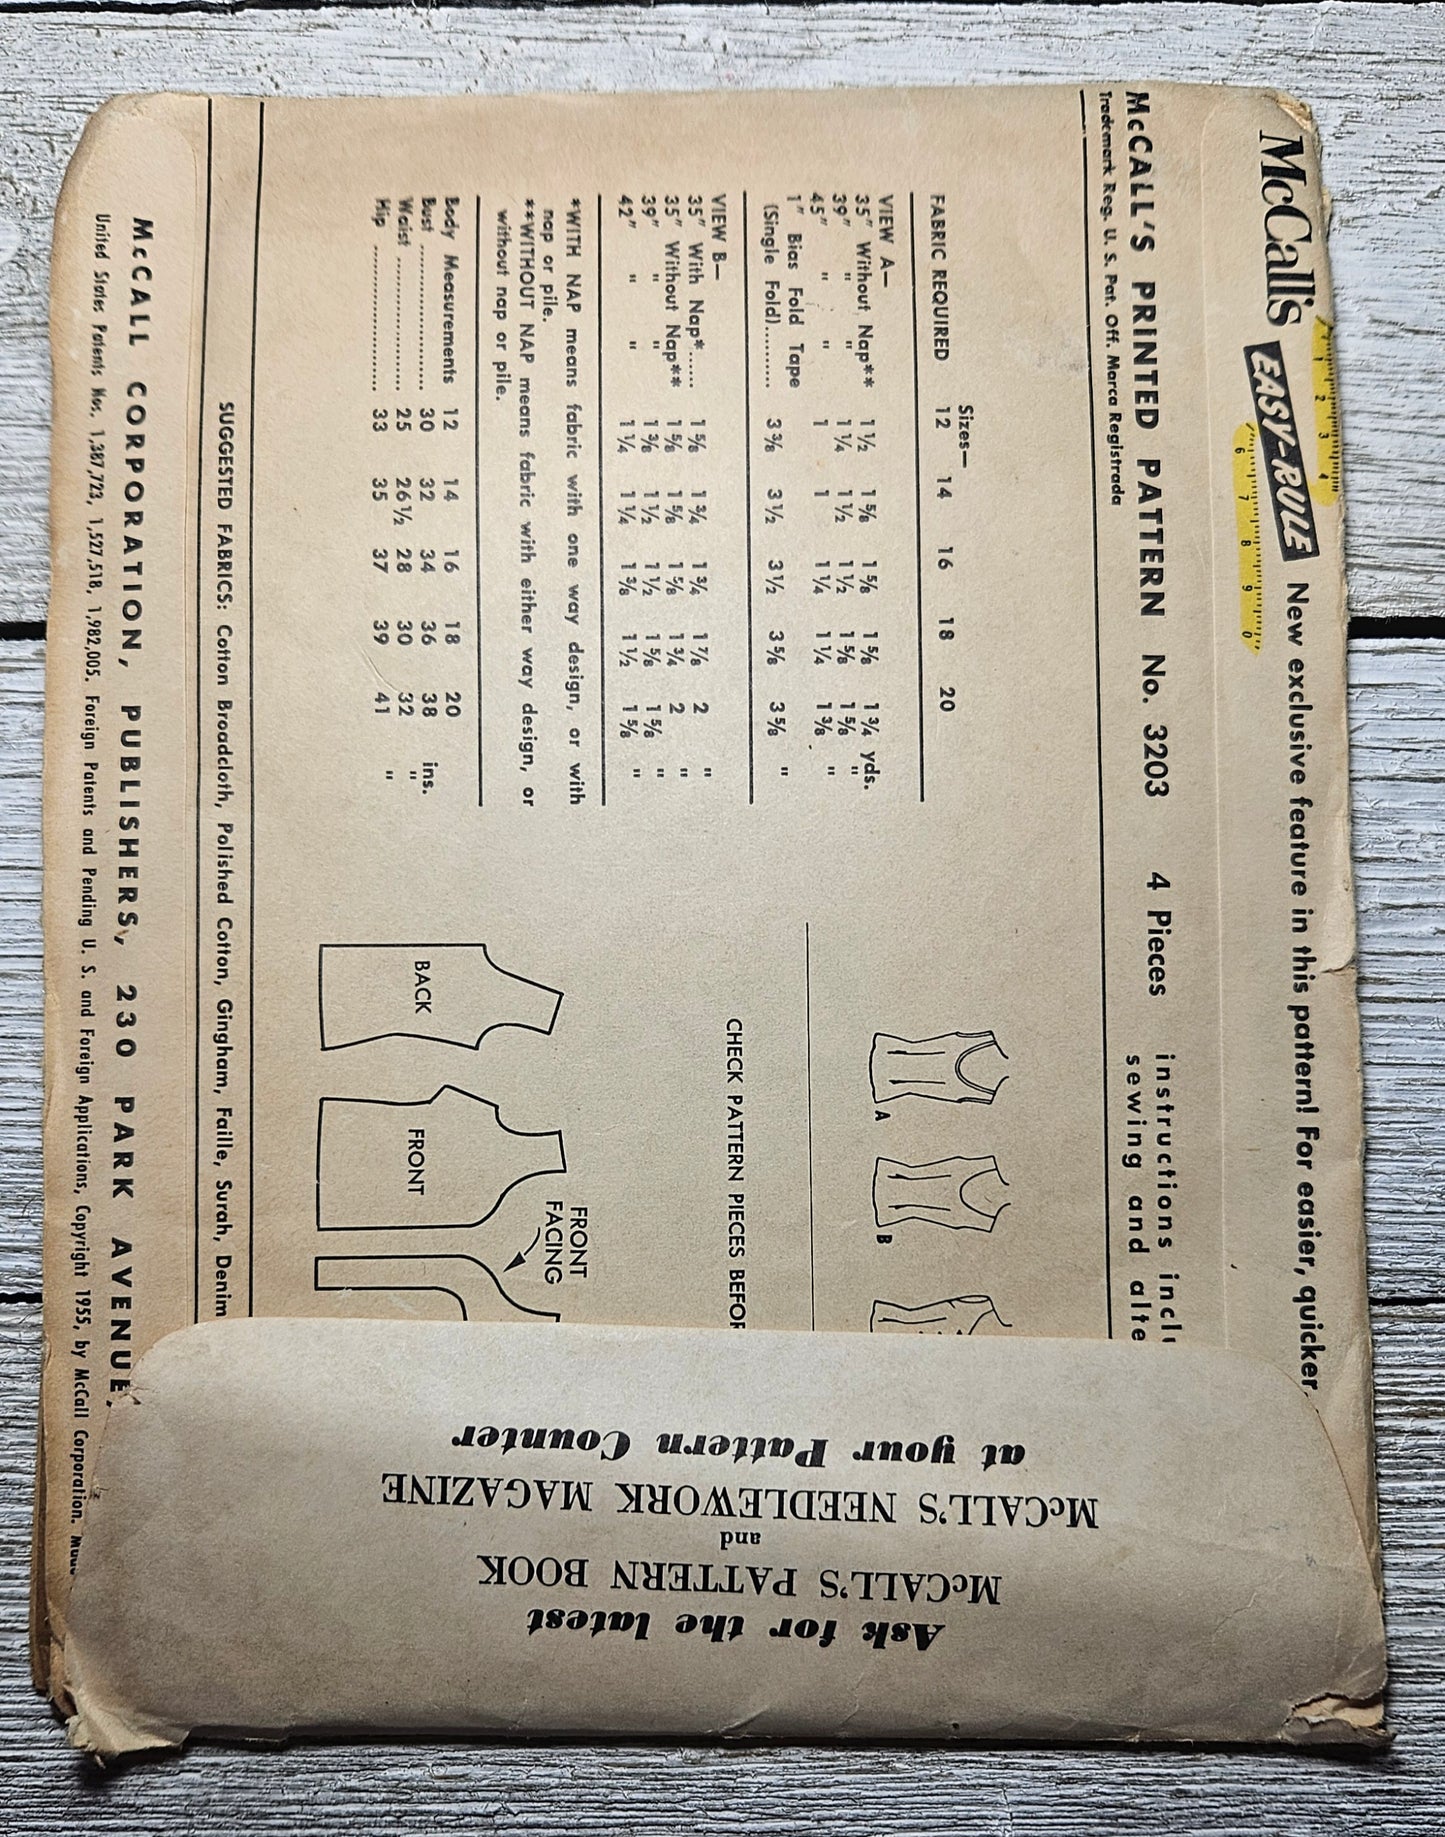 McCall's EASY-RULE New exclusive feature in this pattern! For easier, quicker,
1 2 3 4
6 7 8 9 0
McCALL'S PRINTED PATTERN No. 3203 4 Pieces instructions inclu
Trademark Reg. U. S. Pat. Off. Marca Registrada sewing and alte
Sizes—
FABRIC REQUIRED 12 14 16 18 20
VIEW A—
35" Without Nap** 1½ 1⅝ 1⅝ 1⅝ 1¾ yds.
39" " " 1¼ 1½ 1½ 1⅝ 1⅝ "
45" " " 1 1 1¼ 1¼ 1⅜ "
1" Bias Fold Tape
(Single Fold).......... 3⅜ 3½ 3½ 3⅝ 3⅝ "
VIEW B—
35" With Nap*...... 1⅝ 1¾ 1¾ 1⅞ 2 "
35" Without Nap** 1⅝ 1⅝ 1⅝ 1¾ 2 "
39" " " 1⅜ 1½ 1½ 1⅝ 1⅝ "
42" " " 1¼ 1¼ 1⅜ 1½ 1⅝ "
*WITH NAP means fabric with one way design, or with
nap or pile.
**WITHOUT NAP means fabric with either way design, or
without nap or pile.
Body Measurements 12 14 16 18 20
Bust .................... 30 32 34 36 38 ins.
Waist .................... 25 26½ 28 30 32 "
Hip .................... 33 35 37 39 41 "
A
B
CHECK PATTERN PIECES BEFOR
BACK
FRONT
FRONT
FACING
SUGGESTED FABRICS: Cotton Broadcloth, Polished Cotton, Gingham, Faille, Surah, Denim
McCALL CORPORATION, PUBLISHERS, 230 PARK AVENUE,
United States Patents Nos. 1,387,723, 1,527,518, 1,982,005. Foreign Patents and Pending U. S. and Foreign Applications, Copyright 1955, by McCall Corporation.
Ask for the latest
McCALL'S PATTERN BOOK
and
McCALL'S NEEDLEWORK MAGAZINE
at your Pattern Counter